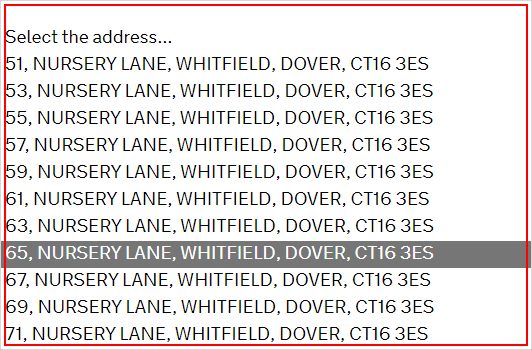 Select the address...
51, NURSERY LANE, WHITFIELD, DOVER, CT16 3ES
53, NURSERY LANE, WHITFIELD, DOVER, CT16 3ES
55, NURSERY LANE, WHITFIELD, DOVER, CT16 3ES
57, NURSERY LANE, WHITFIELD, DOVER, CT16 3ES
59, NURSERY LANE, WHITFIELD, DOVER, CT16 3ES
61, NURSERY LANE, WHITFIELD, DOVER, CT16 3ES
63, NURSERY LANE, WHITFIELD, DOVER, CT16 3ES
65, NURSERY LANE, WHITFIELD, DOVER, CT16 3ES
67, NURSERY LANE, WHITFIELD, DOVER, CT16 3ES
69, NURSERY LANE, WHITFIELD, DOVER, CT16 3ES
71, NURSERY LANE, WHITFIELD, DOVER, CT16 3ES